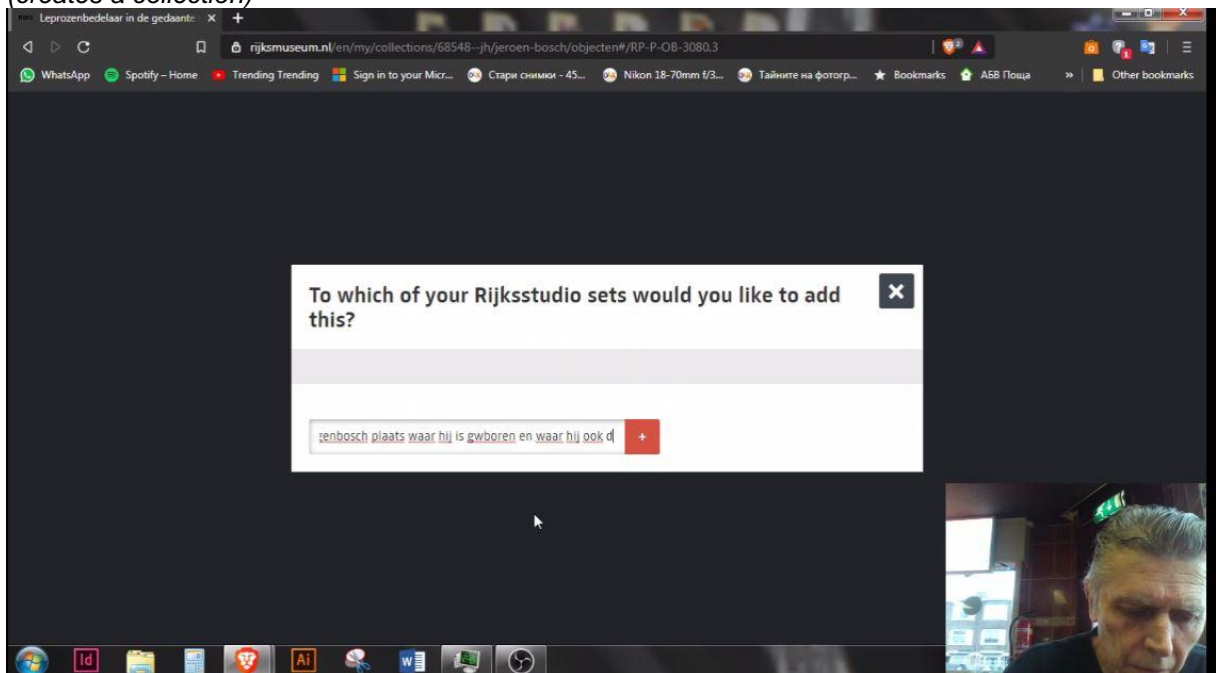 (creates a collection)
Leprozenbedelaar in de gedaante
rijksmuseum.nl/en/my/collections/68548--jh/jeroen-bosch/objecten#/RP-P-OB-3080.3
WhatsApp Spotify – Home Trending Trending Sign in to your Micr... Стари снимки - 45... Nikon 18-70mm f/3... Тайните на фотогр... Bookmarks АБВ Поща » Other bookmarks
To which of your Rijksstudio sets would you like to add
this?
zenbosch plaats waar hij is gwboren en waar hij ook d
+
Id Ai W